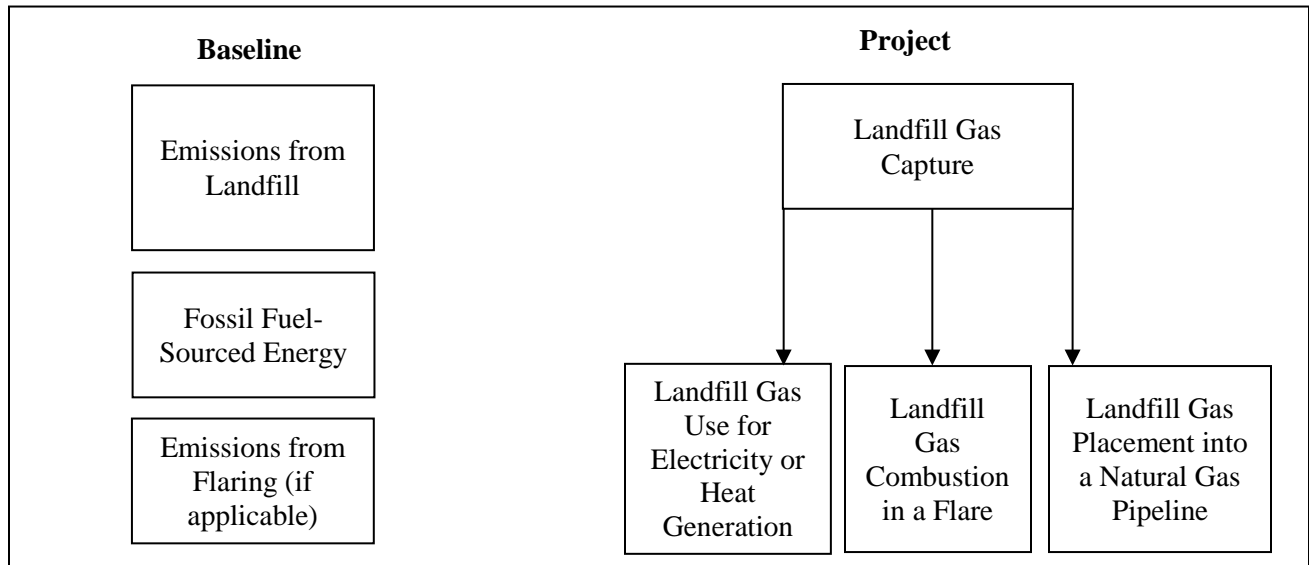 Baseline
Emissions from
Landfill
Fossil Fuel-
Sourced Energy
Emissions from
Flaring (if
applicable)
Project
Landfill Gas
Capture
Landfill Gas
Use for
Electricity or
Heat
Generation
Landfill
Gas
Combustion
in a Flare
Landfill Gas
Placement into
a Natural Gas
Pipeline